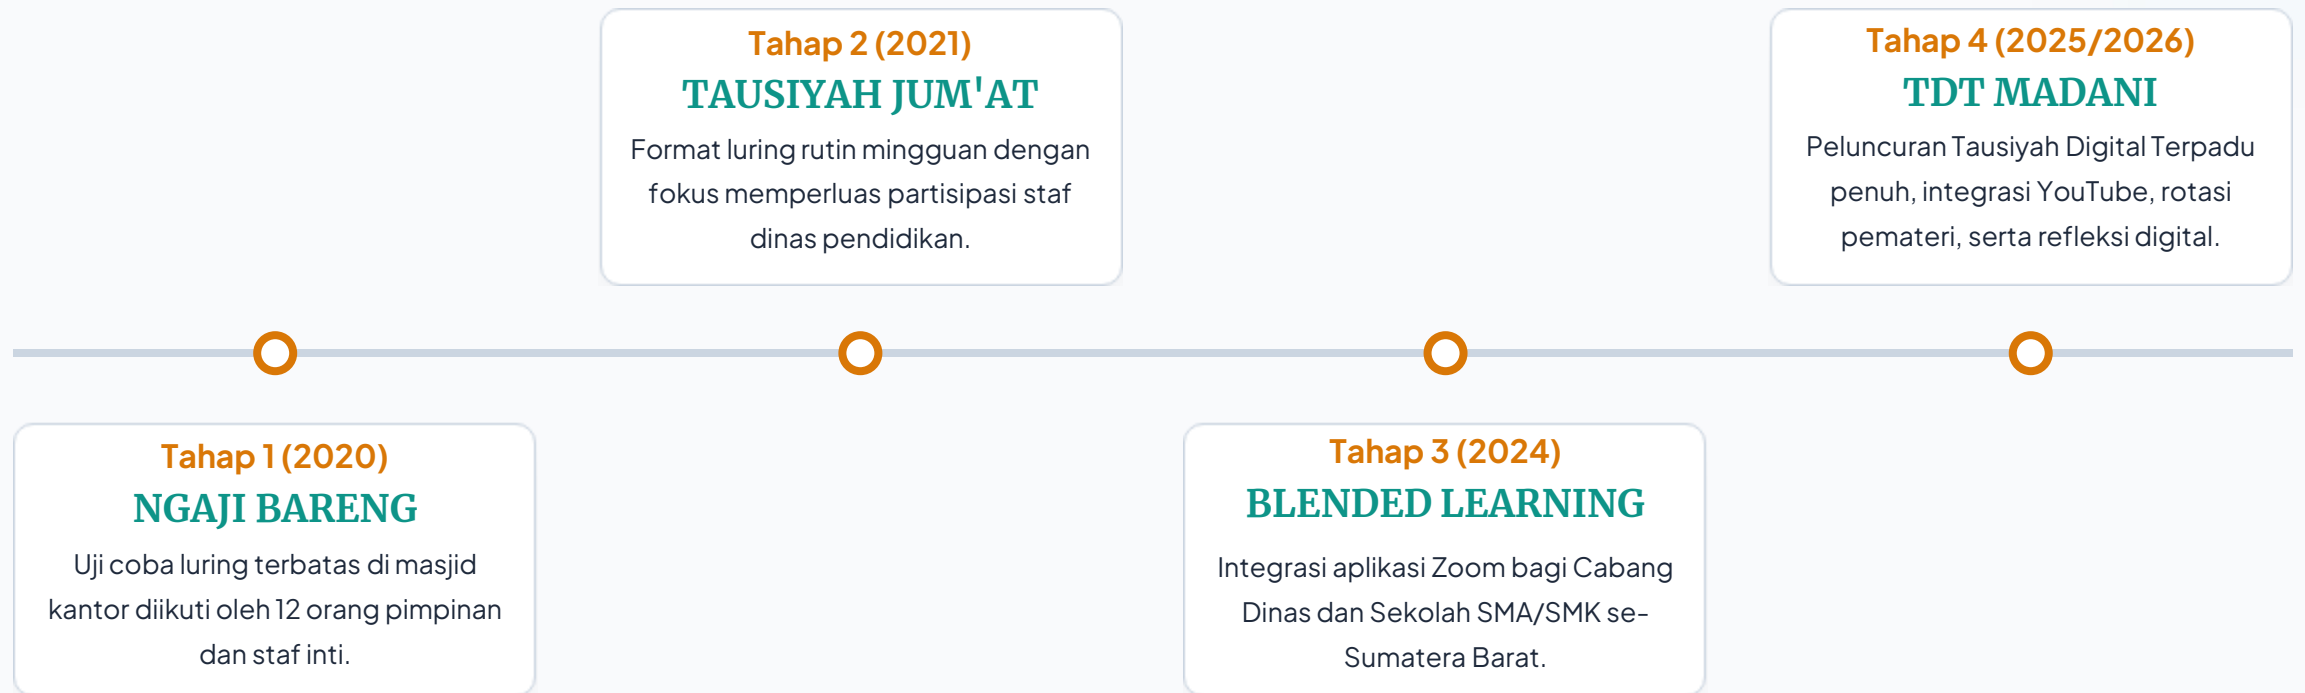 Tahap 1 (2020)
NGAJI BARENG
Uji coba luring terbatas di masjid
kantor diikuti oleh 12 orang pimpinan
dan staf inti.
Tahap 2 (2021)
TAUSIYAH JUM'AT
Format luring rutin mingguan dengan
fokus memperluas partisipasi staf
dinas pendidikan.
Tahap 3 (2024)
BLENDED LEARNING
Integrasi aplikasi Zoom bagi Cabang
Dinas dan Sekolah SMA/SMK se-
Sumatera Barat.
Tahap 4 (2025/2026)
TDT MADANI
Peluncuran Tausiyah Digital Terpadu
penuh, integrasi YouTube, rotasi
pemateri, serta refleksi digital.